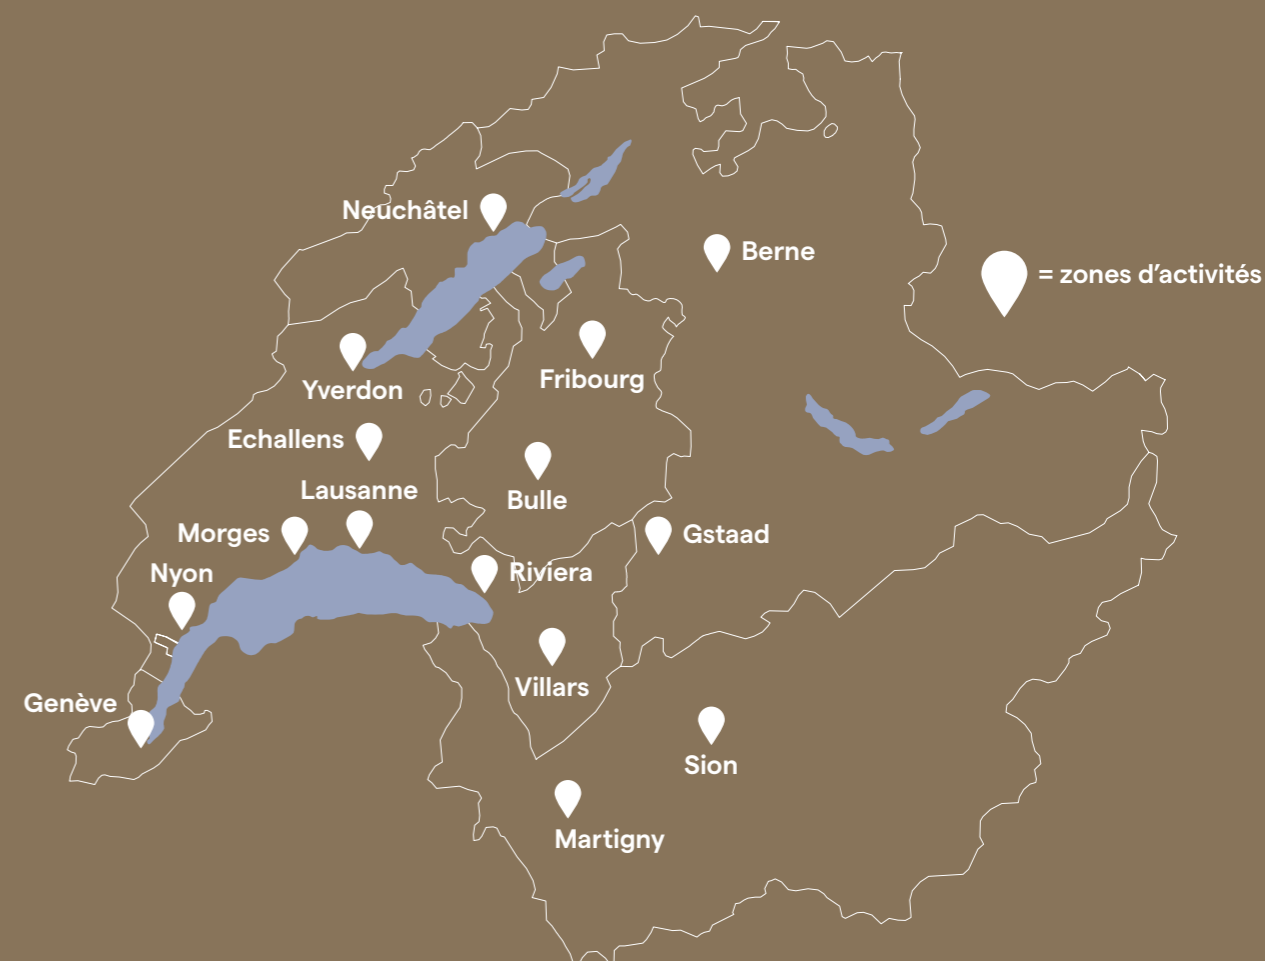 Neuchâtel
Berne
= zones d’activités
Fribourg
Yverdon
Echallens
Lausanne
Bulle
Morges
Gstaad
Nyon
Riviera
Villars
Genève
Sion
Martigny